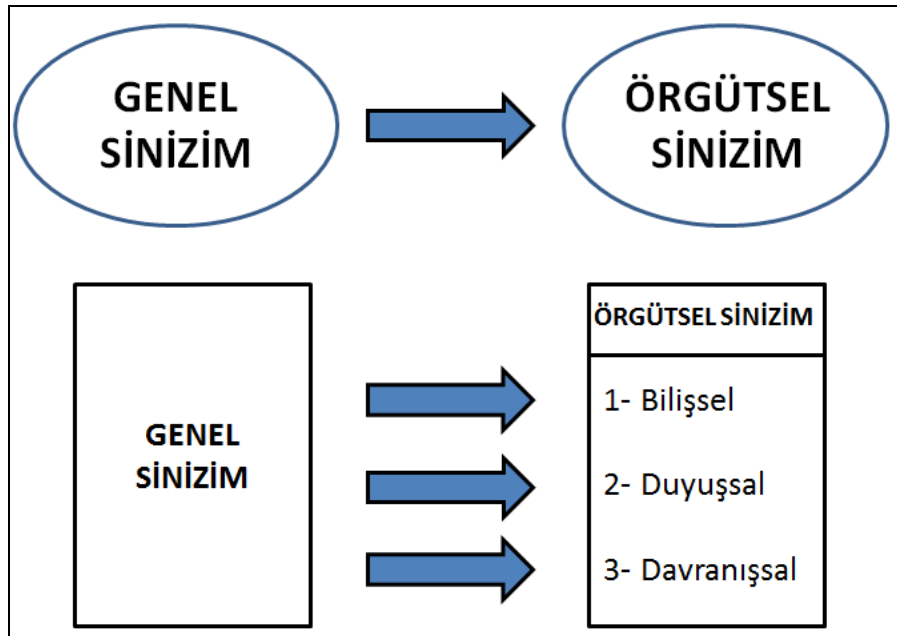 GENEL
SİNİZİM
ÖRGÜTSEL
SİNİZİM
GENEL
SİNİZİM
ÖRGÜTSEL SİNİZİM
1- Bilişsel
2- Duyuşsal
3- Davranışsal